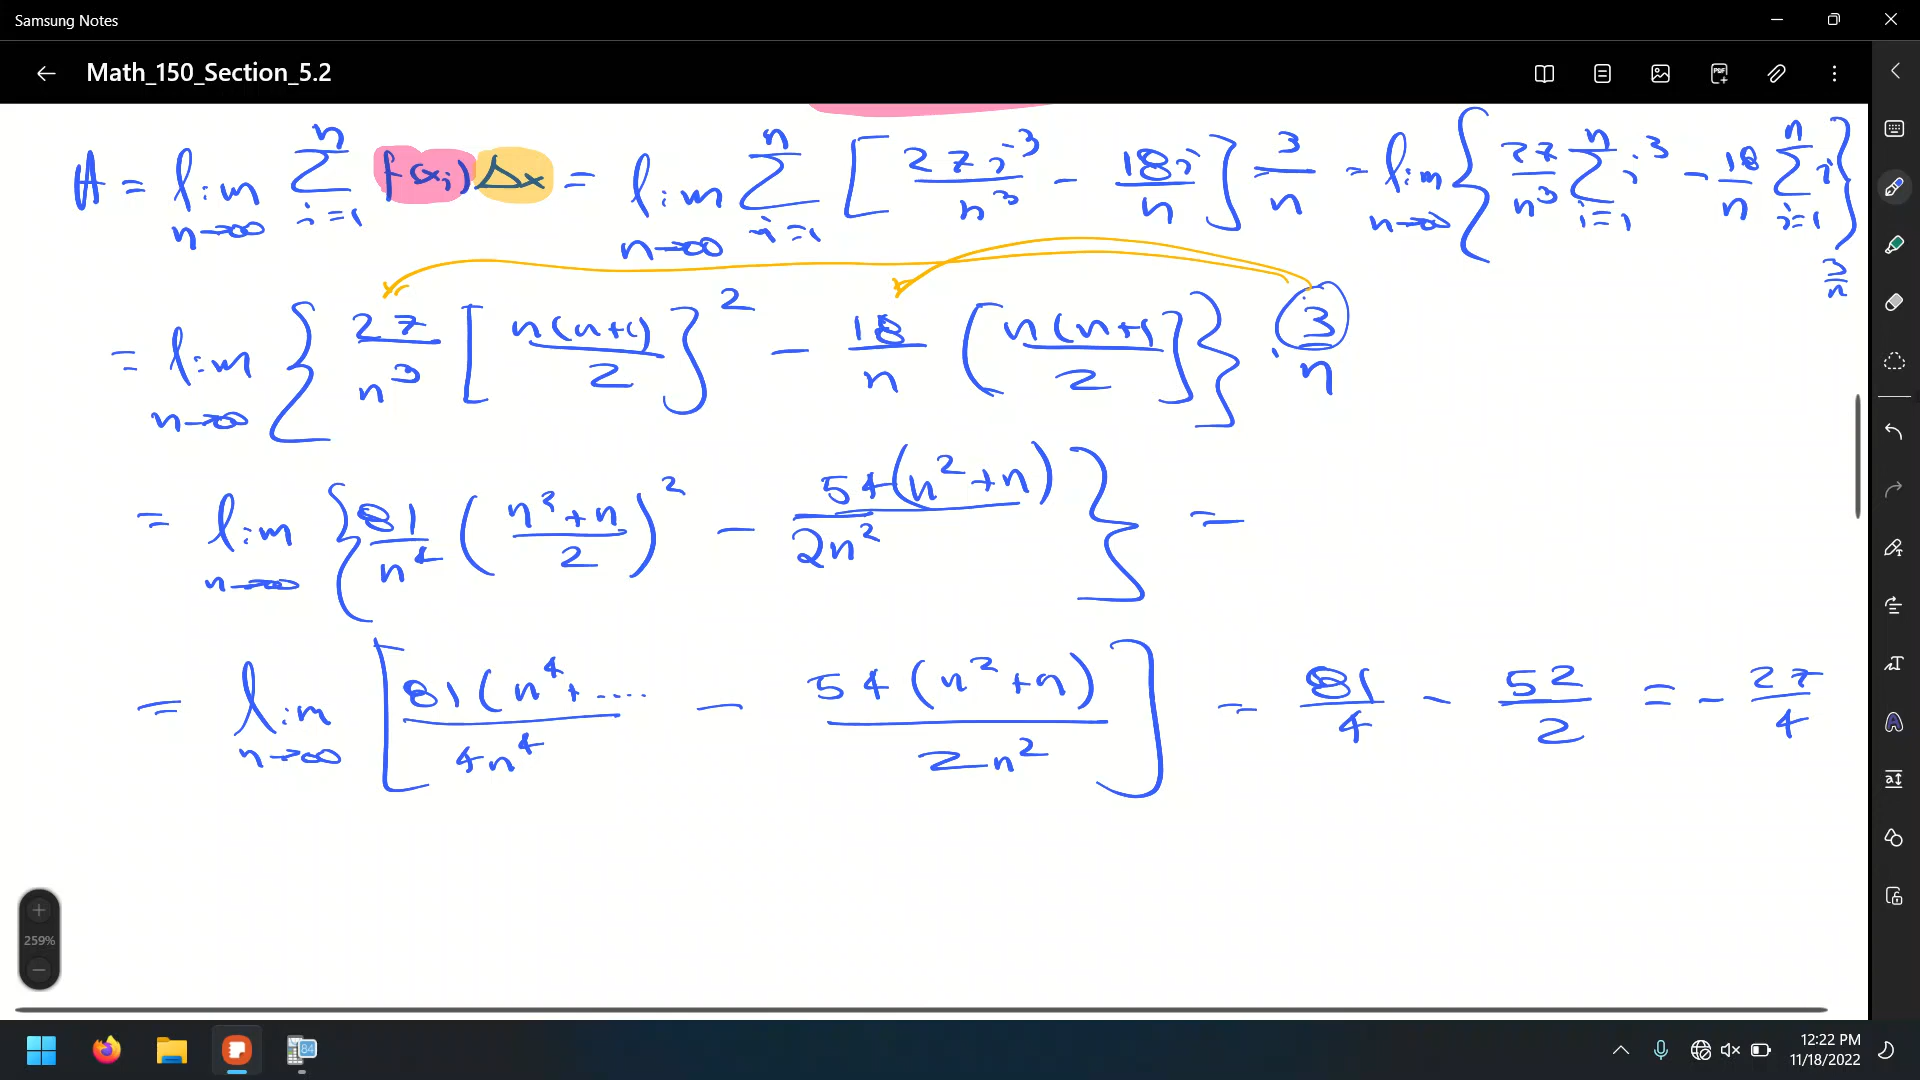 Samsung Notes
Math_150_Section_5.2
A = lim n→∞ Σ i=1 n f(xᵢ) Δx = lim n→∞ Σ i=1 n [ 27i³/n³ - 18i/n ] 3/n = lim n→∞ { 27/n³ Σ i=1 n i³ - 18/n Σ i=1 n i } 3/n
= lim n→∞ { 27/n³ [ n(n+1)/2 ]² - 18/n ( n(n+1)/2 ] } · 3/n
= lim n→∞ { 81/n⁴ ( n²+n/2 )² - 54(n²+n)/2n² } =
= lim n→∞ [ 81(n⁴+..../4n⁴ - 54(n²+n)/2n² ] = 81/4 - 52/2 = - 27/4
259%
84
12:22 PM
11/18/2022